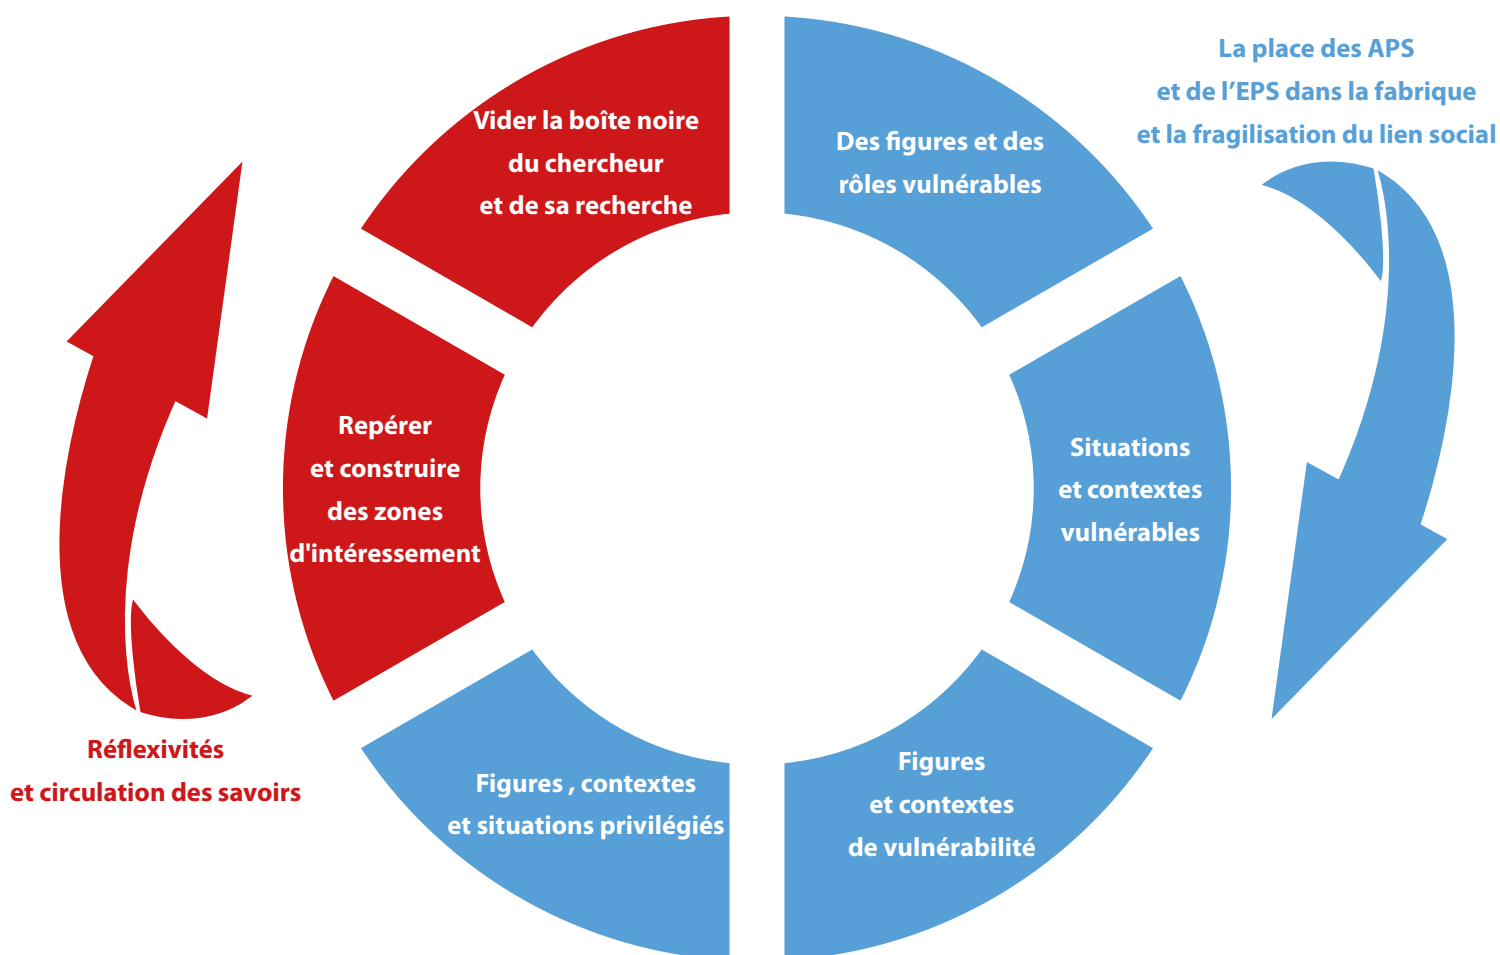 La place des APS
et de l’EPS dans la fabrique
et la fragilisation du lien social
Vider la boîte noire
du chercheur
et de sa recherche
Des figures et des
rôles vulnérables
Repérer
et construire
des zones
d'intéressement
Situations
et contextes
vulnérables
Réflexivités
et circulation des savoirs
Figures , contextes
et situations privilégiés
Figures
et contextes
de vulnérabilité